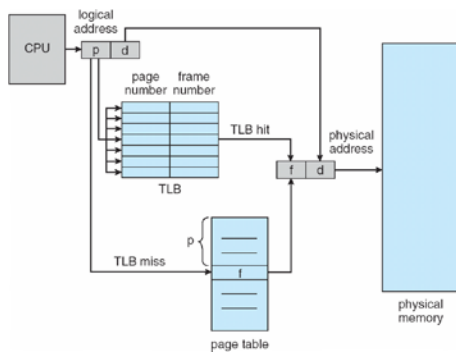 logical
address
CPU
p d
page
number
frame
number
TLB hit
TLB
physical
address
f d
p
TLB miss
f
page table
physical
memory